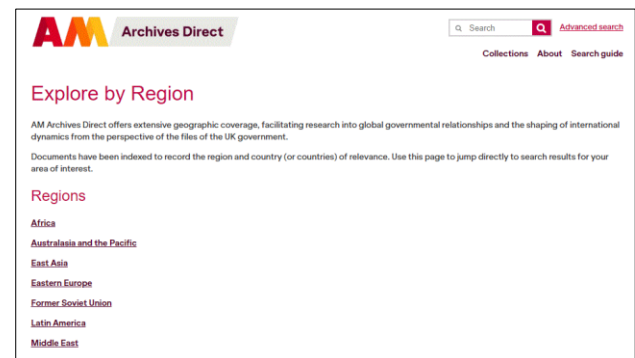 AM Archives Direct
Search
Advanced search
Collections About Search guide
Explore by Region
AM Archives Direct offers extensive geographic coverage, facilitating research into global governmental relationships and the shaping of international
dynamics from the perspective of the files of the UK government.
Documents have been indexed to record the region and country (or countries) of relevance. Use this page to jump directly to search results for your
area of interest.
Regions
Africa
Australasia and the Pacific
East Asia
Eastern Europe
Former Soviet Union
Latin America
Middle East